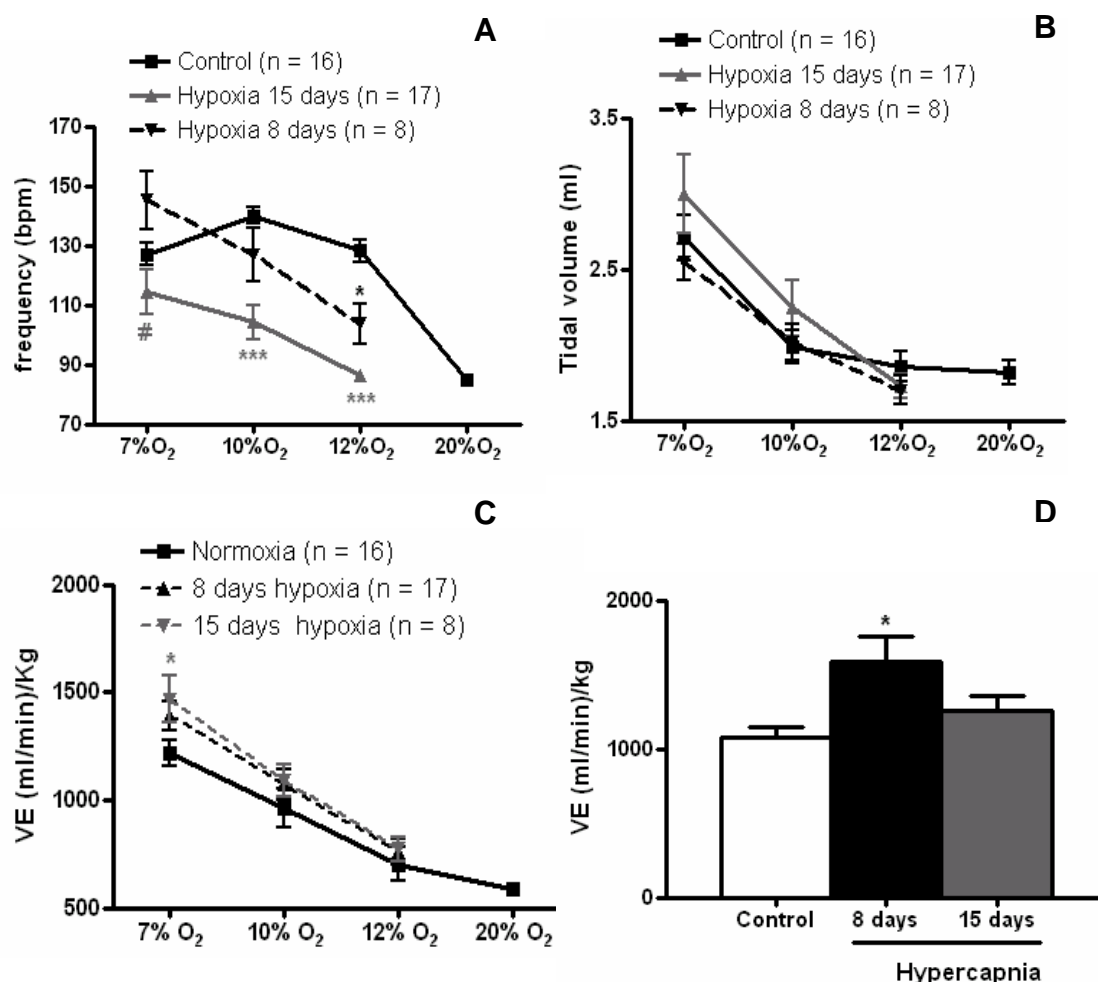 A
Control (n = 16)
Hypoxia 15 days (n = 17)
Hypoxia 8 days (n = 8)
frequency (bpm)
170
150
130
110
90
70
*
#
***
***
7%O₂ 10%O₂ 12%O₂ 20%O₂
B
Control (n = 16)
Hypoxia 15 days (n = 17)
Hypoxia 8 days (n = 8)
Tidal volume (ml)
3.5
2.5
1.5
7%O₂ 10%O₂ 12%O₂ 20%O₂
C
Normoxia (n = 16)
8 days hypoxia (n = 17)
15 days hypoxia (n = 8)
VE (ml/min)/Kg
2000
1500
1000
500
*
7% O₂ 10% O₂ 12% O₂ 20% O₂
D
VE (ml/min)/kg
2000
1000
0
*
Control 8 days 15 days
Hypercapnia